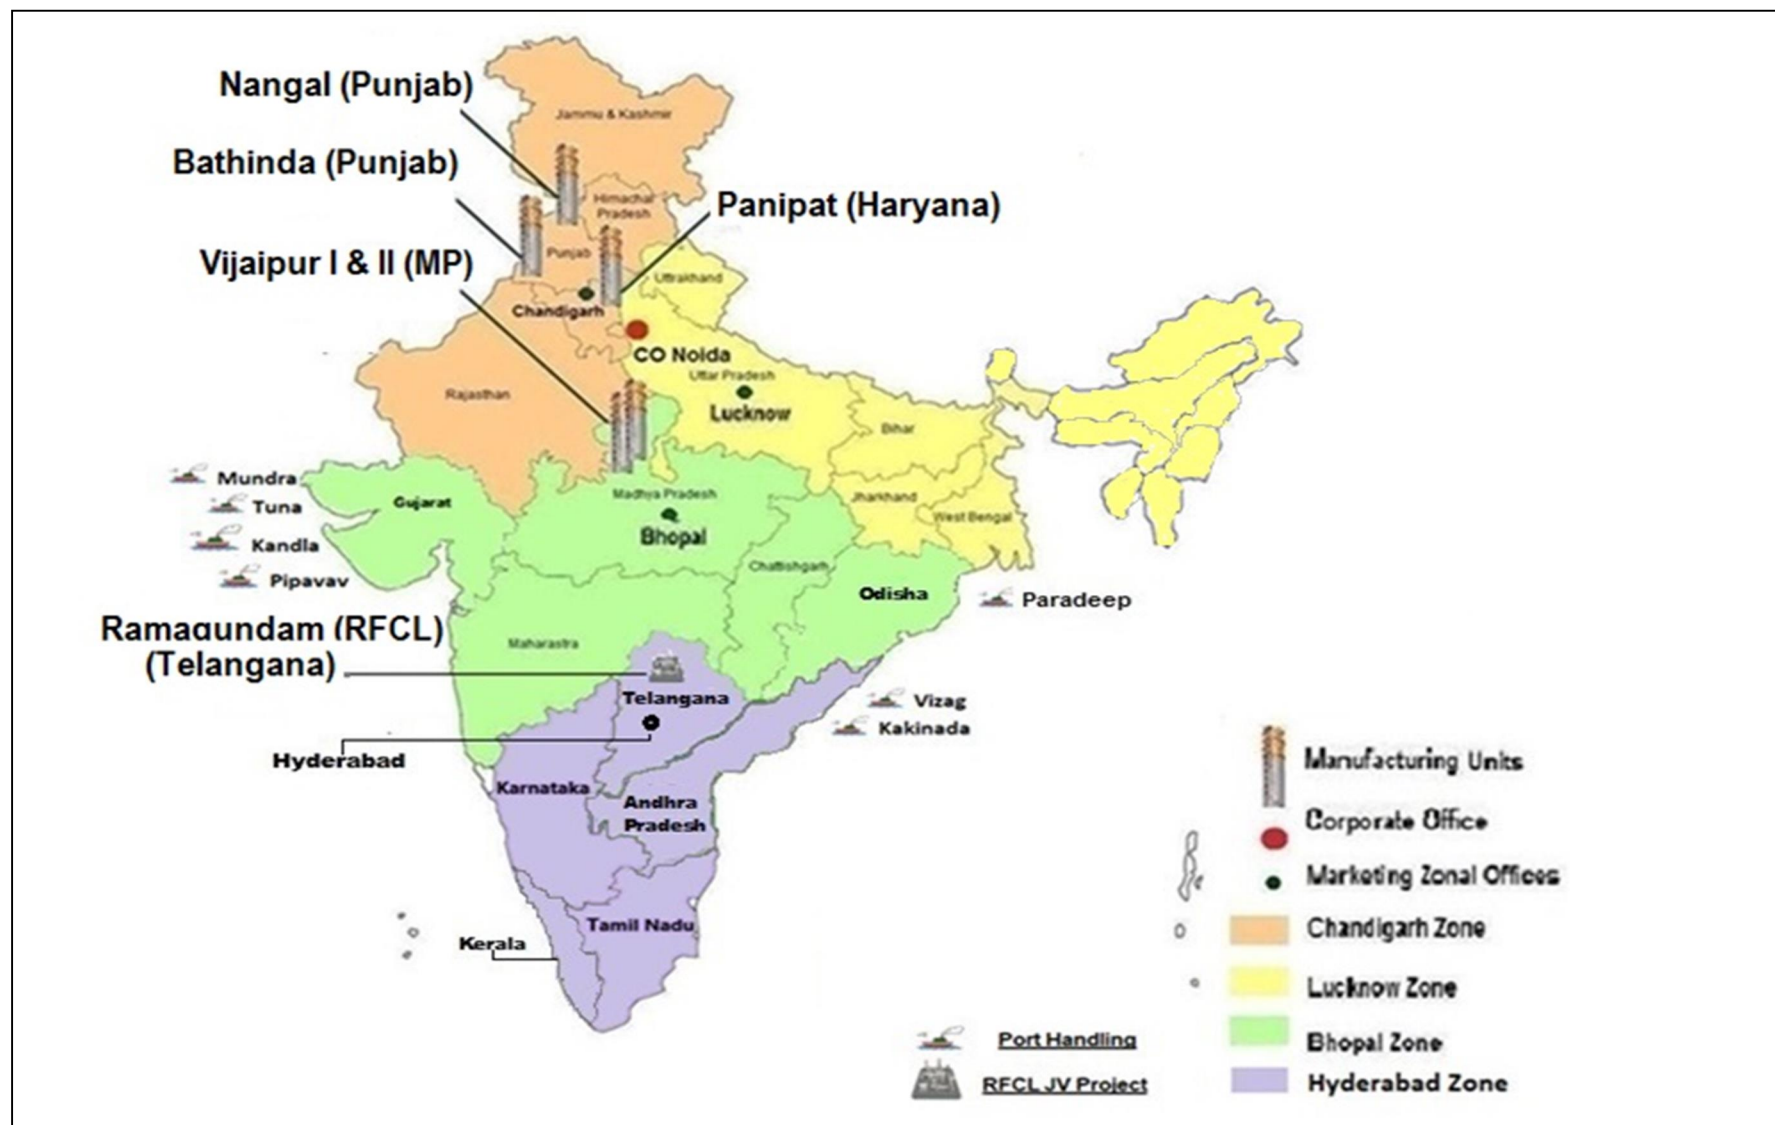 Nangal (Punjab)
Jammu & Kashmir
Bathinda (Punjab)
Himachal
Pradesh
Panipat (Haryana)
Punjab
Vijaipur I & II (MP)
Uttrakhand
Chandigarh
CO Noida
Uttar Pradesh
Rajasthan
Lucknow
Bihar
Mundra
Tuna
Gujarat
Madhya Pradesh
Jharkhand
West Bengal
Kandla
Bhopal
Pipavav
Chattishgarh
Odisha
Paradeep
Ramagundam (RFCL)
(Telangana)
Maharastra
Telangana
Vizag
Kakinada
Hyderabad
Karnataka
Andhra
Pradesh
Tamil Nadu
Kerala
Manufacturing Units
Corporate Office
Marketing Zonal Offices
Chandigarh Zone
Lucknow Zone
Bhopal Zone
Hyderabad Zone
Port Handling
RFCL JV Project